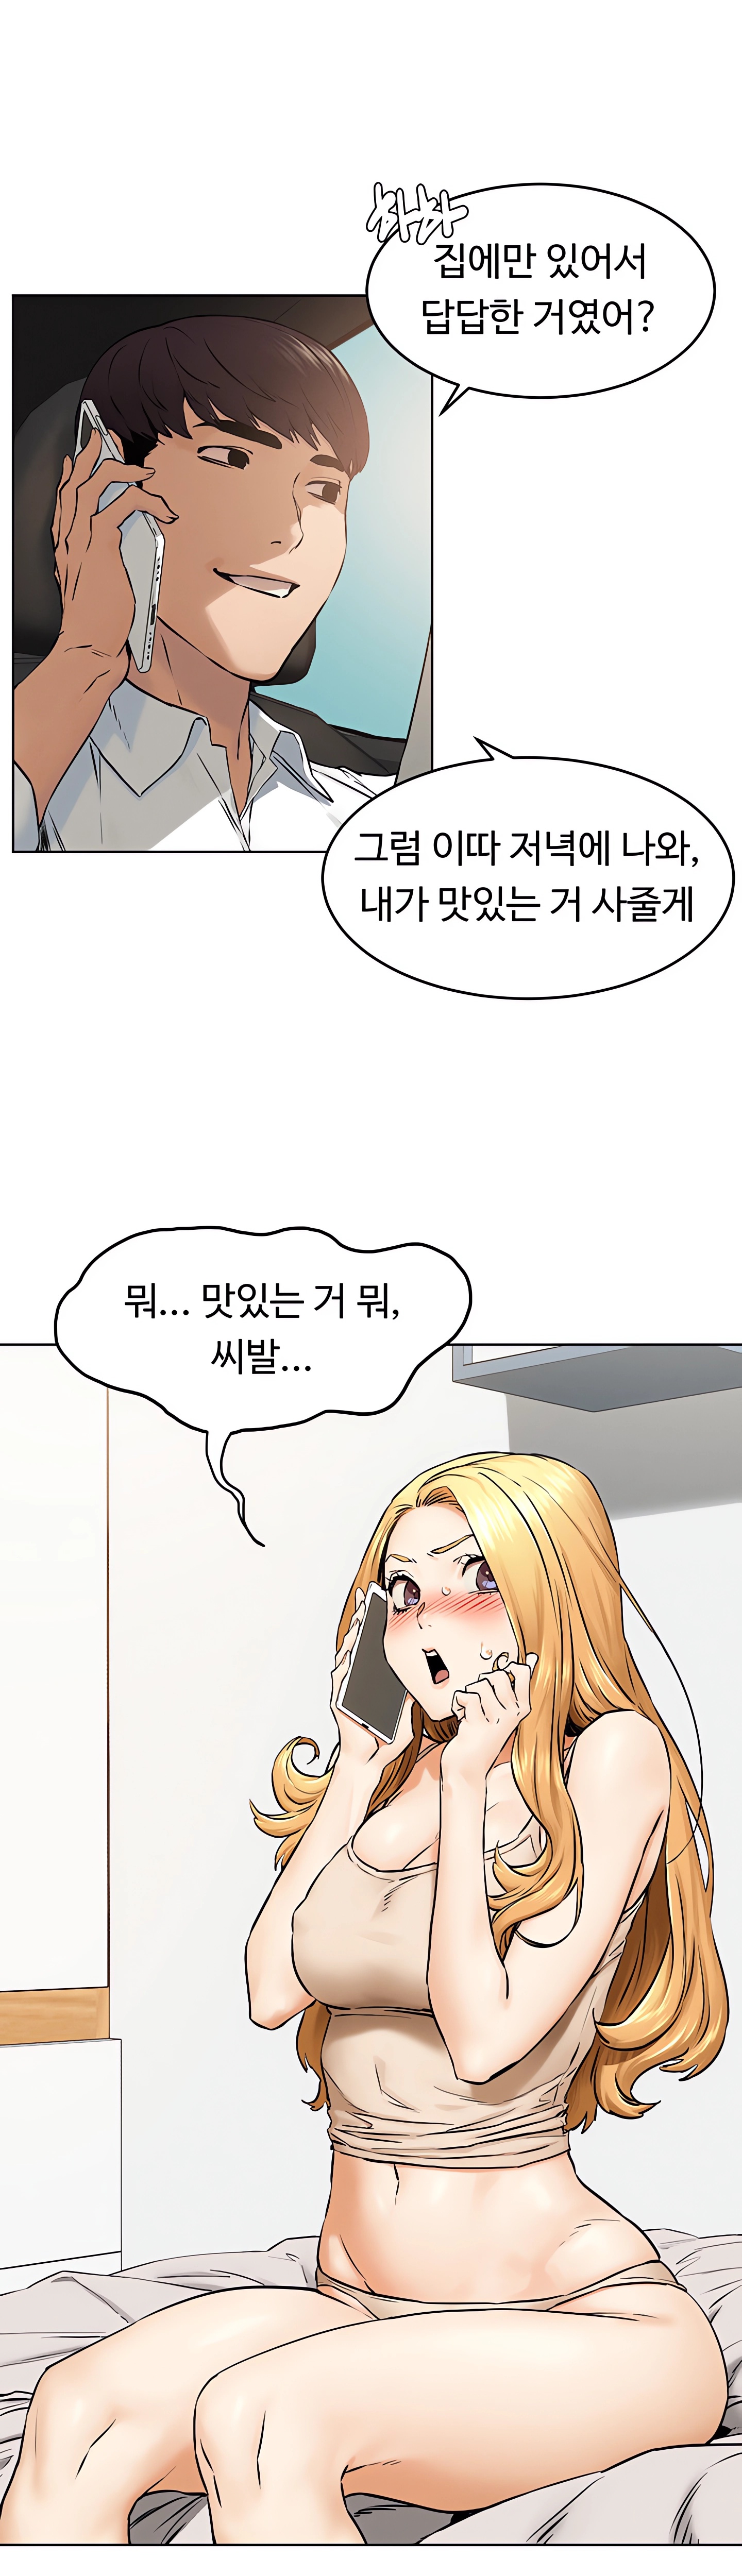 하하
집에만 있어서
답답한 거였어?
그럼 이따 저녁에 나와,
내가 맛있는 거 사줄게
뭐... 맛있는 거 뭐,
씨발...